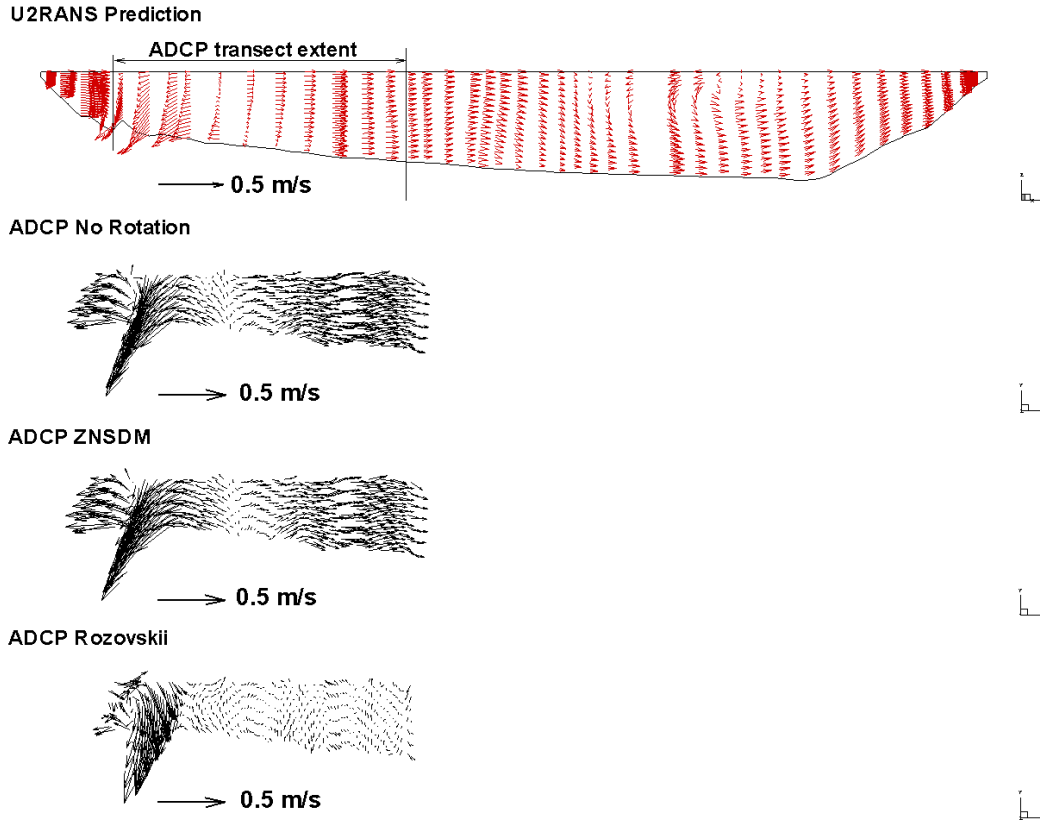 U2RANS Prediction
ADCP transect extent
0.5 m/s
ADCP No Rotation
0.5 m/s
ADCP ZNSDM
0.5 m/s
ADCP Rozovskii
0.5 m/s